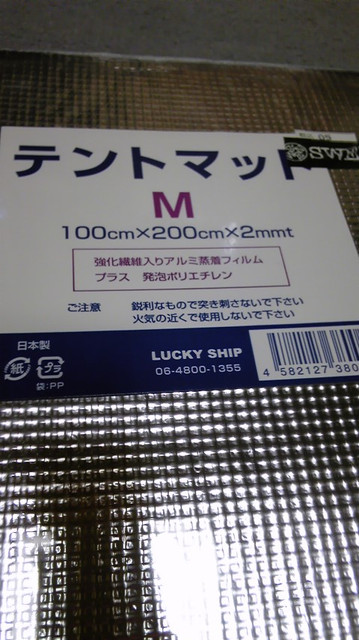 テントマット
M
100cm×200cm×2mmt
強化繊維入りアルミ蒸着フィルム
プラス 発泡ポリエチレン
ご注意 鋭利なもので突き刺さないで下さい
火気の近くで使用しないで下さい
日本製
紙 プラ
袋:PP
LUCKY SHIP
06-4800-1355
4 582127 380